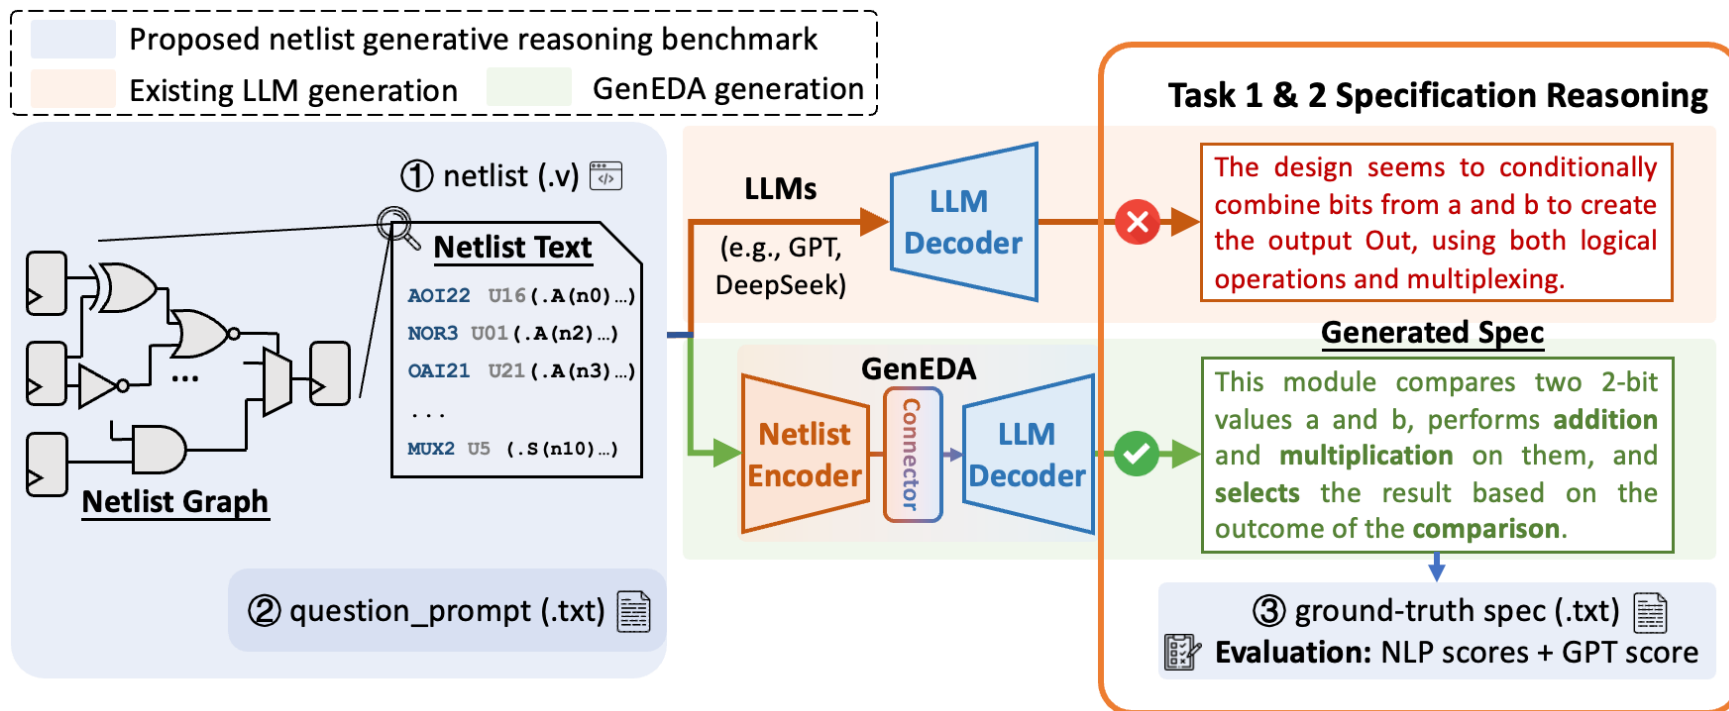 Proposed netlist generative reasoning benchmark
Existing LLM generation
GenEDA generation
① netlist (.v)
Netlist Text
AOI22 U16(.A(n0)…)
NOR3 U01(.A(n2)…)
OAI21 U21(.A(n3)…)
...
MUX2 U5 (.S(n10)…)
...
Netlist Graph
② question_prompt (.txt)
LLMs
(e.g., GPT,
DeepSeek)
LLM
Decoder
GenEDA
Netlist
Encoder
Connector
LLM
Decoder
Task 1 & 2 Specification Reasoning
The design seems to conditionally
combine bits from a and b to create
the output Out, using both logical
operations and multiplexing.
Generated Spec
This module compares two 2-bit
values a and b, performs addition
and multiplication on them, and
selects the result based on the
outcome of the comparison.
③ ground-truth spec (.txt)
Evaluation: NLP scores + GPT score